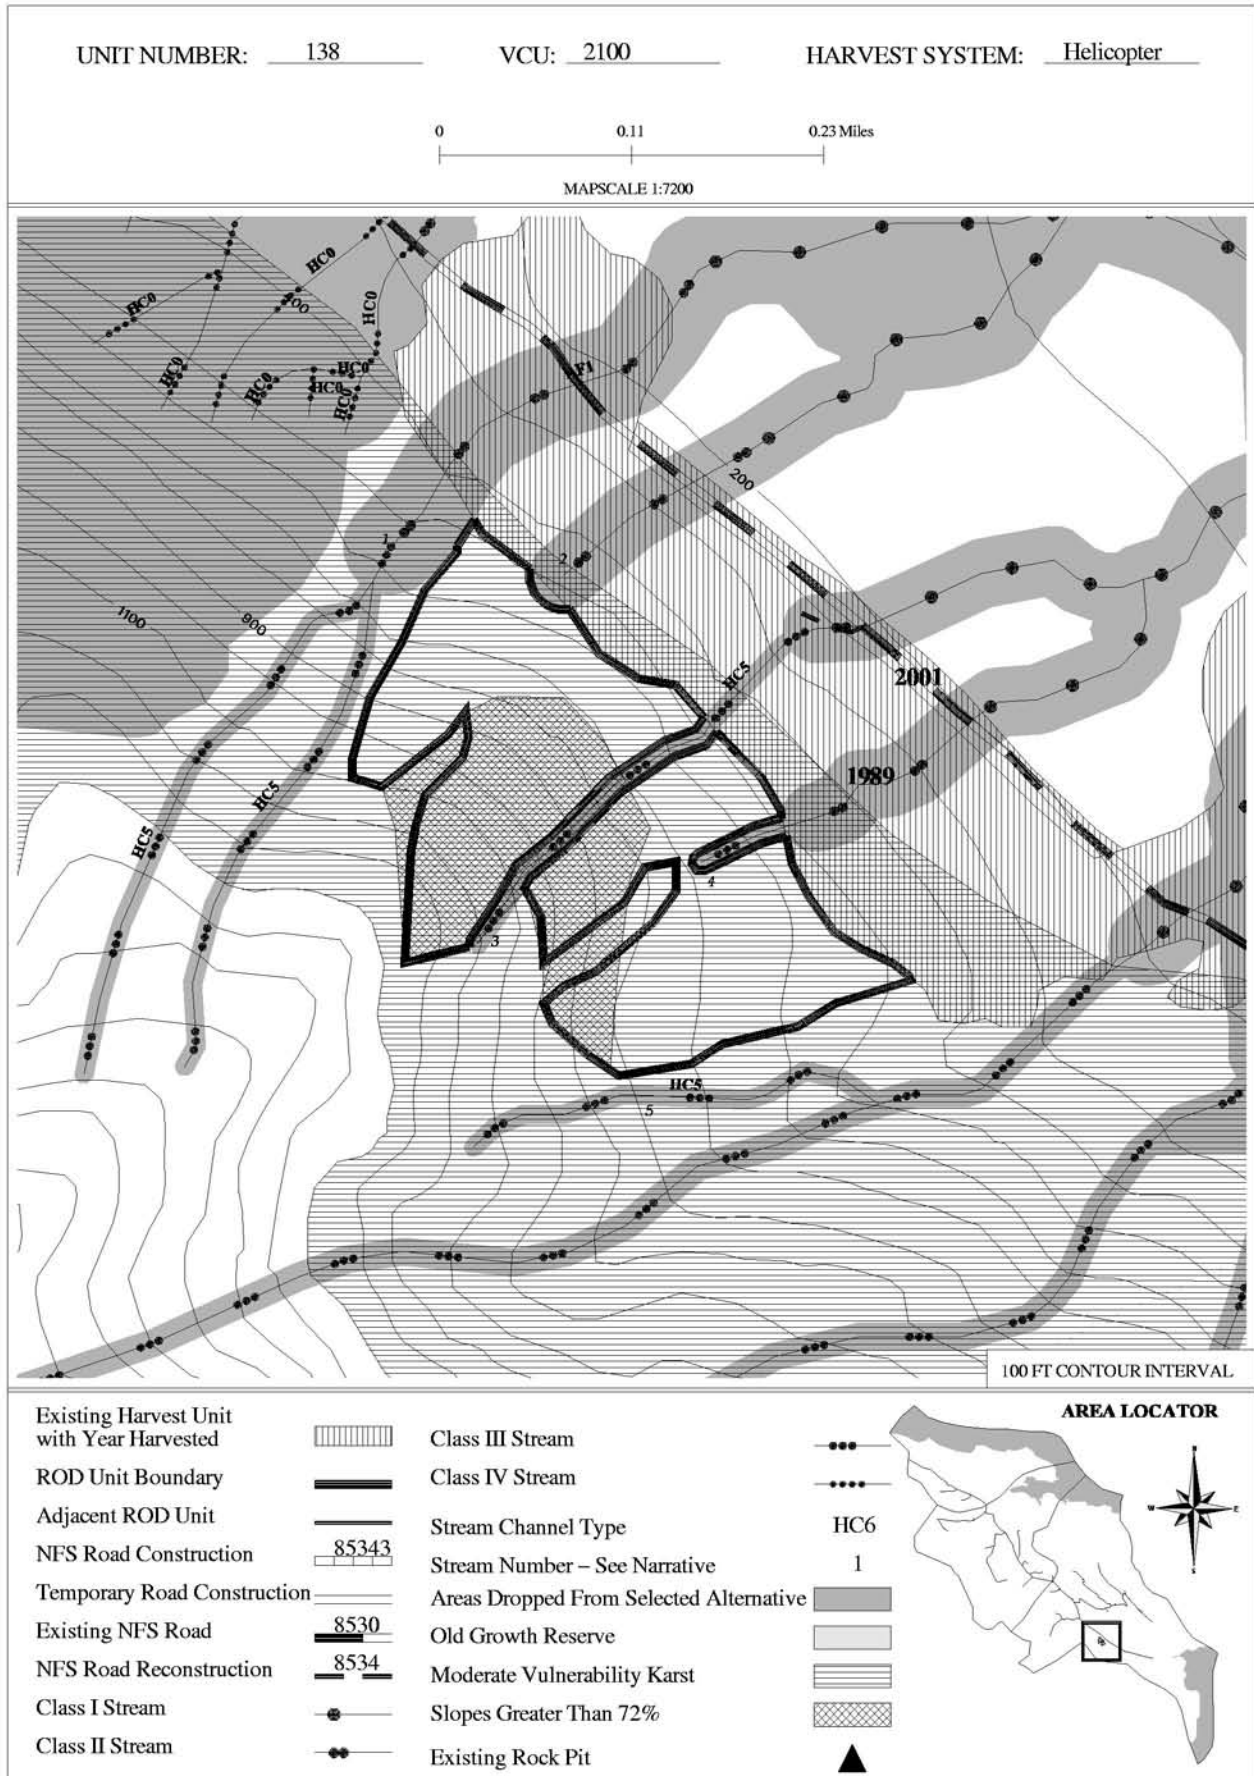 UNIT NUMBER: 138 VCU: 2100 HARVEST SYSTEM: Helicopter
0 0.11 0.23 Miles
MAPSCALE 1:7200
HC0
HC0
HC0
400
F1
HC0
HC0
HC0
HC0
HC0
200
1
2
1100
900
HC5
2001
1989
HC5
HC5
4
3
HC5
5
100 FT CONTOUR INTERVAL
Existing Harvest Unit
with Year Harvested
ROD Unit Boundary
Adjacent ROD Unit
NFS Road Construction 85343
Temporary Road Construction
Existing NFS Road 8530
NFS Road Reconstruction 8534
Class I Stream
Class II Stream
Class III Stream
Class IV Stream
Stream Channel Type HC6
Stream Number – See Narrative 1
Areas Dropped From Selected Alternative
Old Growth Reserve
Moderate Vulnerability Karst
Slopes Greater Than 72%
Existing Rock Pit
AREA LOCATOR
N
W E
S